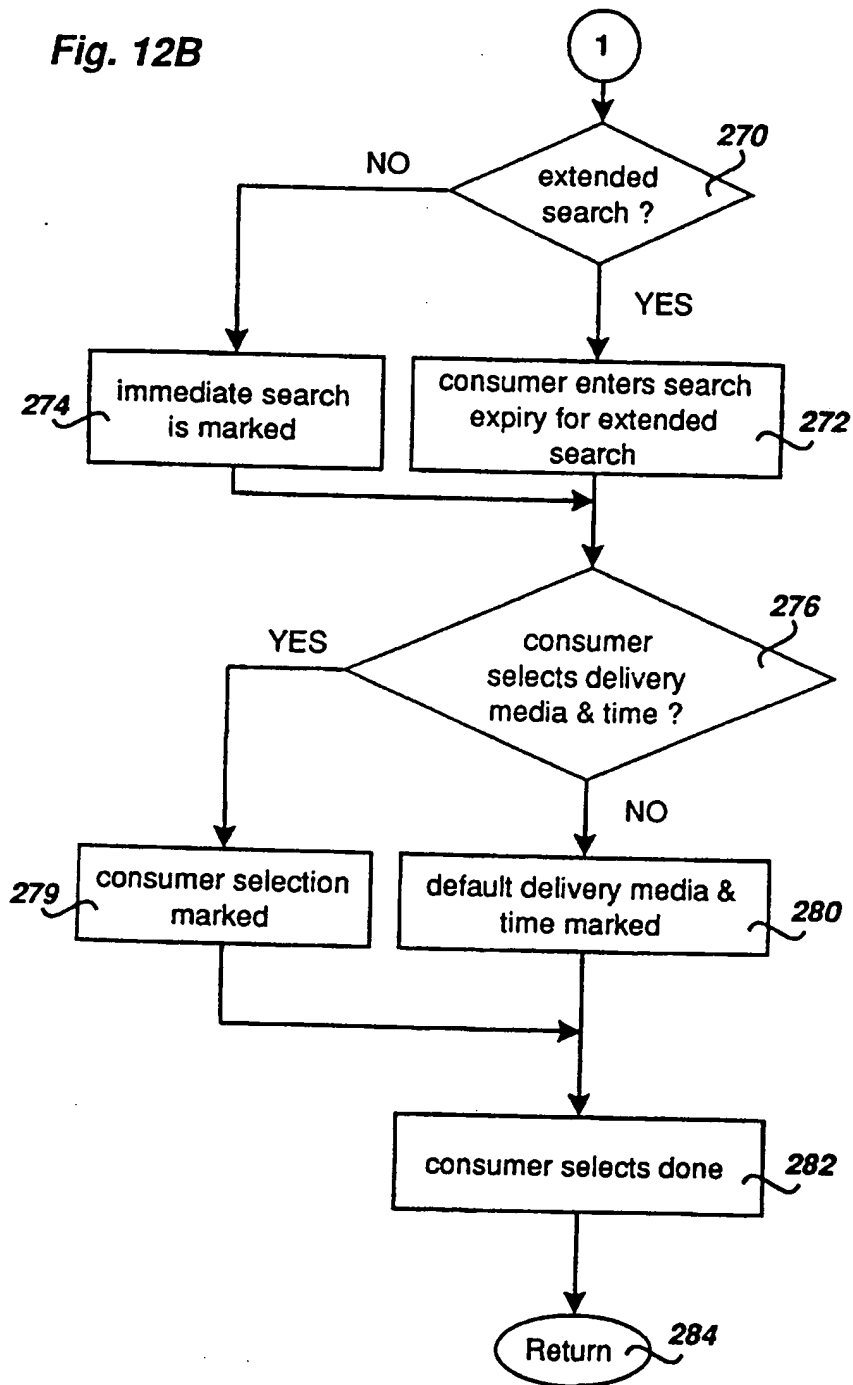 Fig. 12B
1
270
NO
extended
search ?
YES
274
immediate search
is marked
consumer enters search
expiry for extended
search
272
276
YES
consumer
selects delivery
media & time ?
NO
279
consumer selection
marked
default delivery media &
time marked
280
consumer selects done
282
Return
284